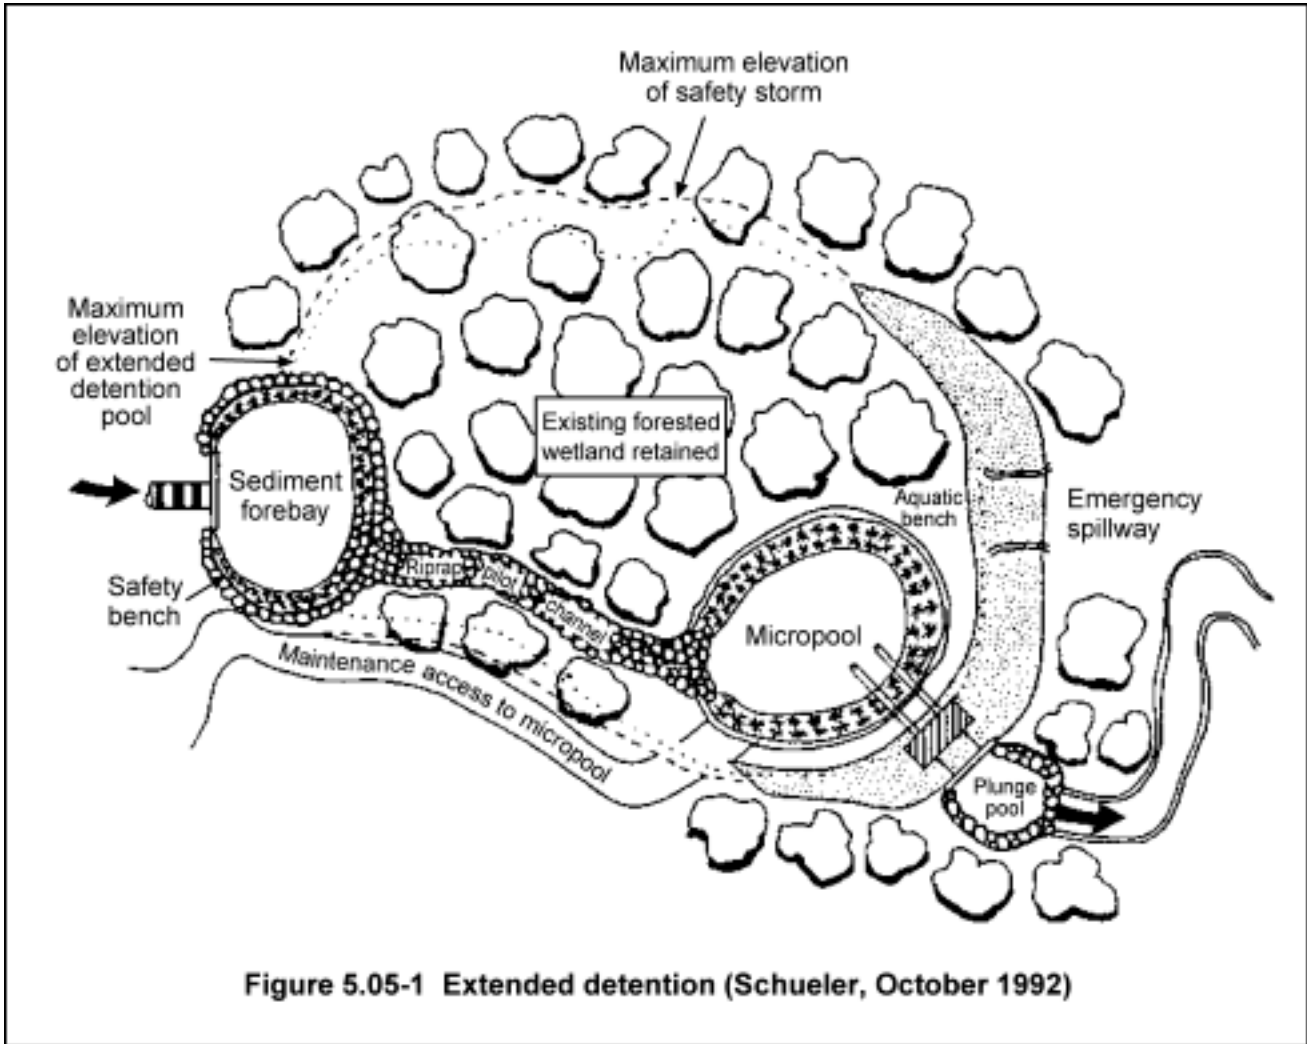 Maximum elevation
of safety storm
Maximum
elevation
of extended
detention
pool
Existing forested
wetland retained
Sediment
forebay
Aquatic
bench
Emergency
spillway
Safety
bench
Riprap pilot channel
Micropool
Maintenance access to micropool
Plunge
pool
Figure 5.05-1 Extended detention (Schueler, October 1992)